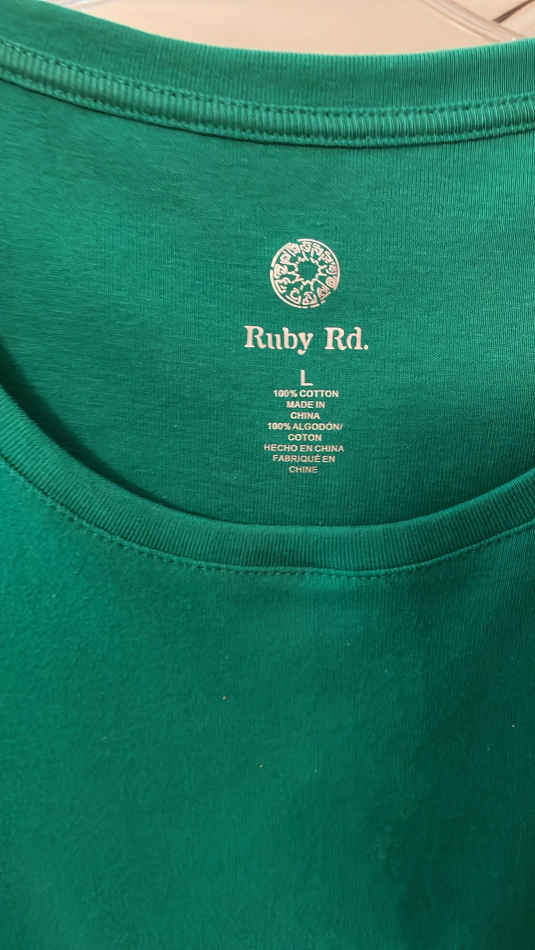 Ruby Rd.
L
100% COTTON
MADE IN
CHINA
100% ALGODÓN/
COTON
HECHO EN CHINA
FABRIQUÉ EN
CHINE